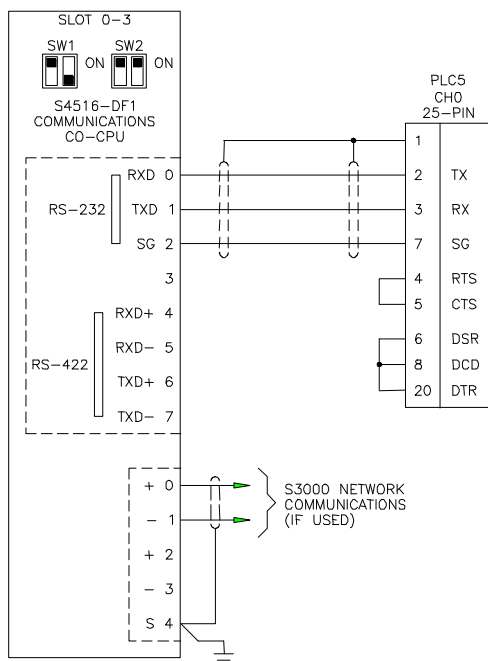 SLOT 0-3
SW1 SW2
ON ON
S4516-DF1
COMMUNICATIONS
CO-CPU
RS-232
RXD 0
TXD 1
SG 2
3
RS-422
RXD+ 4
RXD- 5
TXD+ 6
TXD- 7
+ 0
- 1
+ 2
- 3
S 4
S3000 NETWORK
COMMUNICATIONS
(IF USED)
PLC5
CH0
25-PIN
1
2 TX
3 RX
7 SG
4 RTS
5 CTS
6 DSR
8 DCD
20 DTR